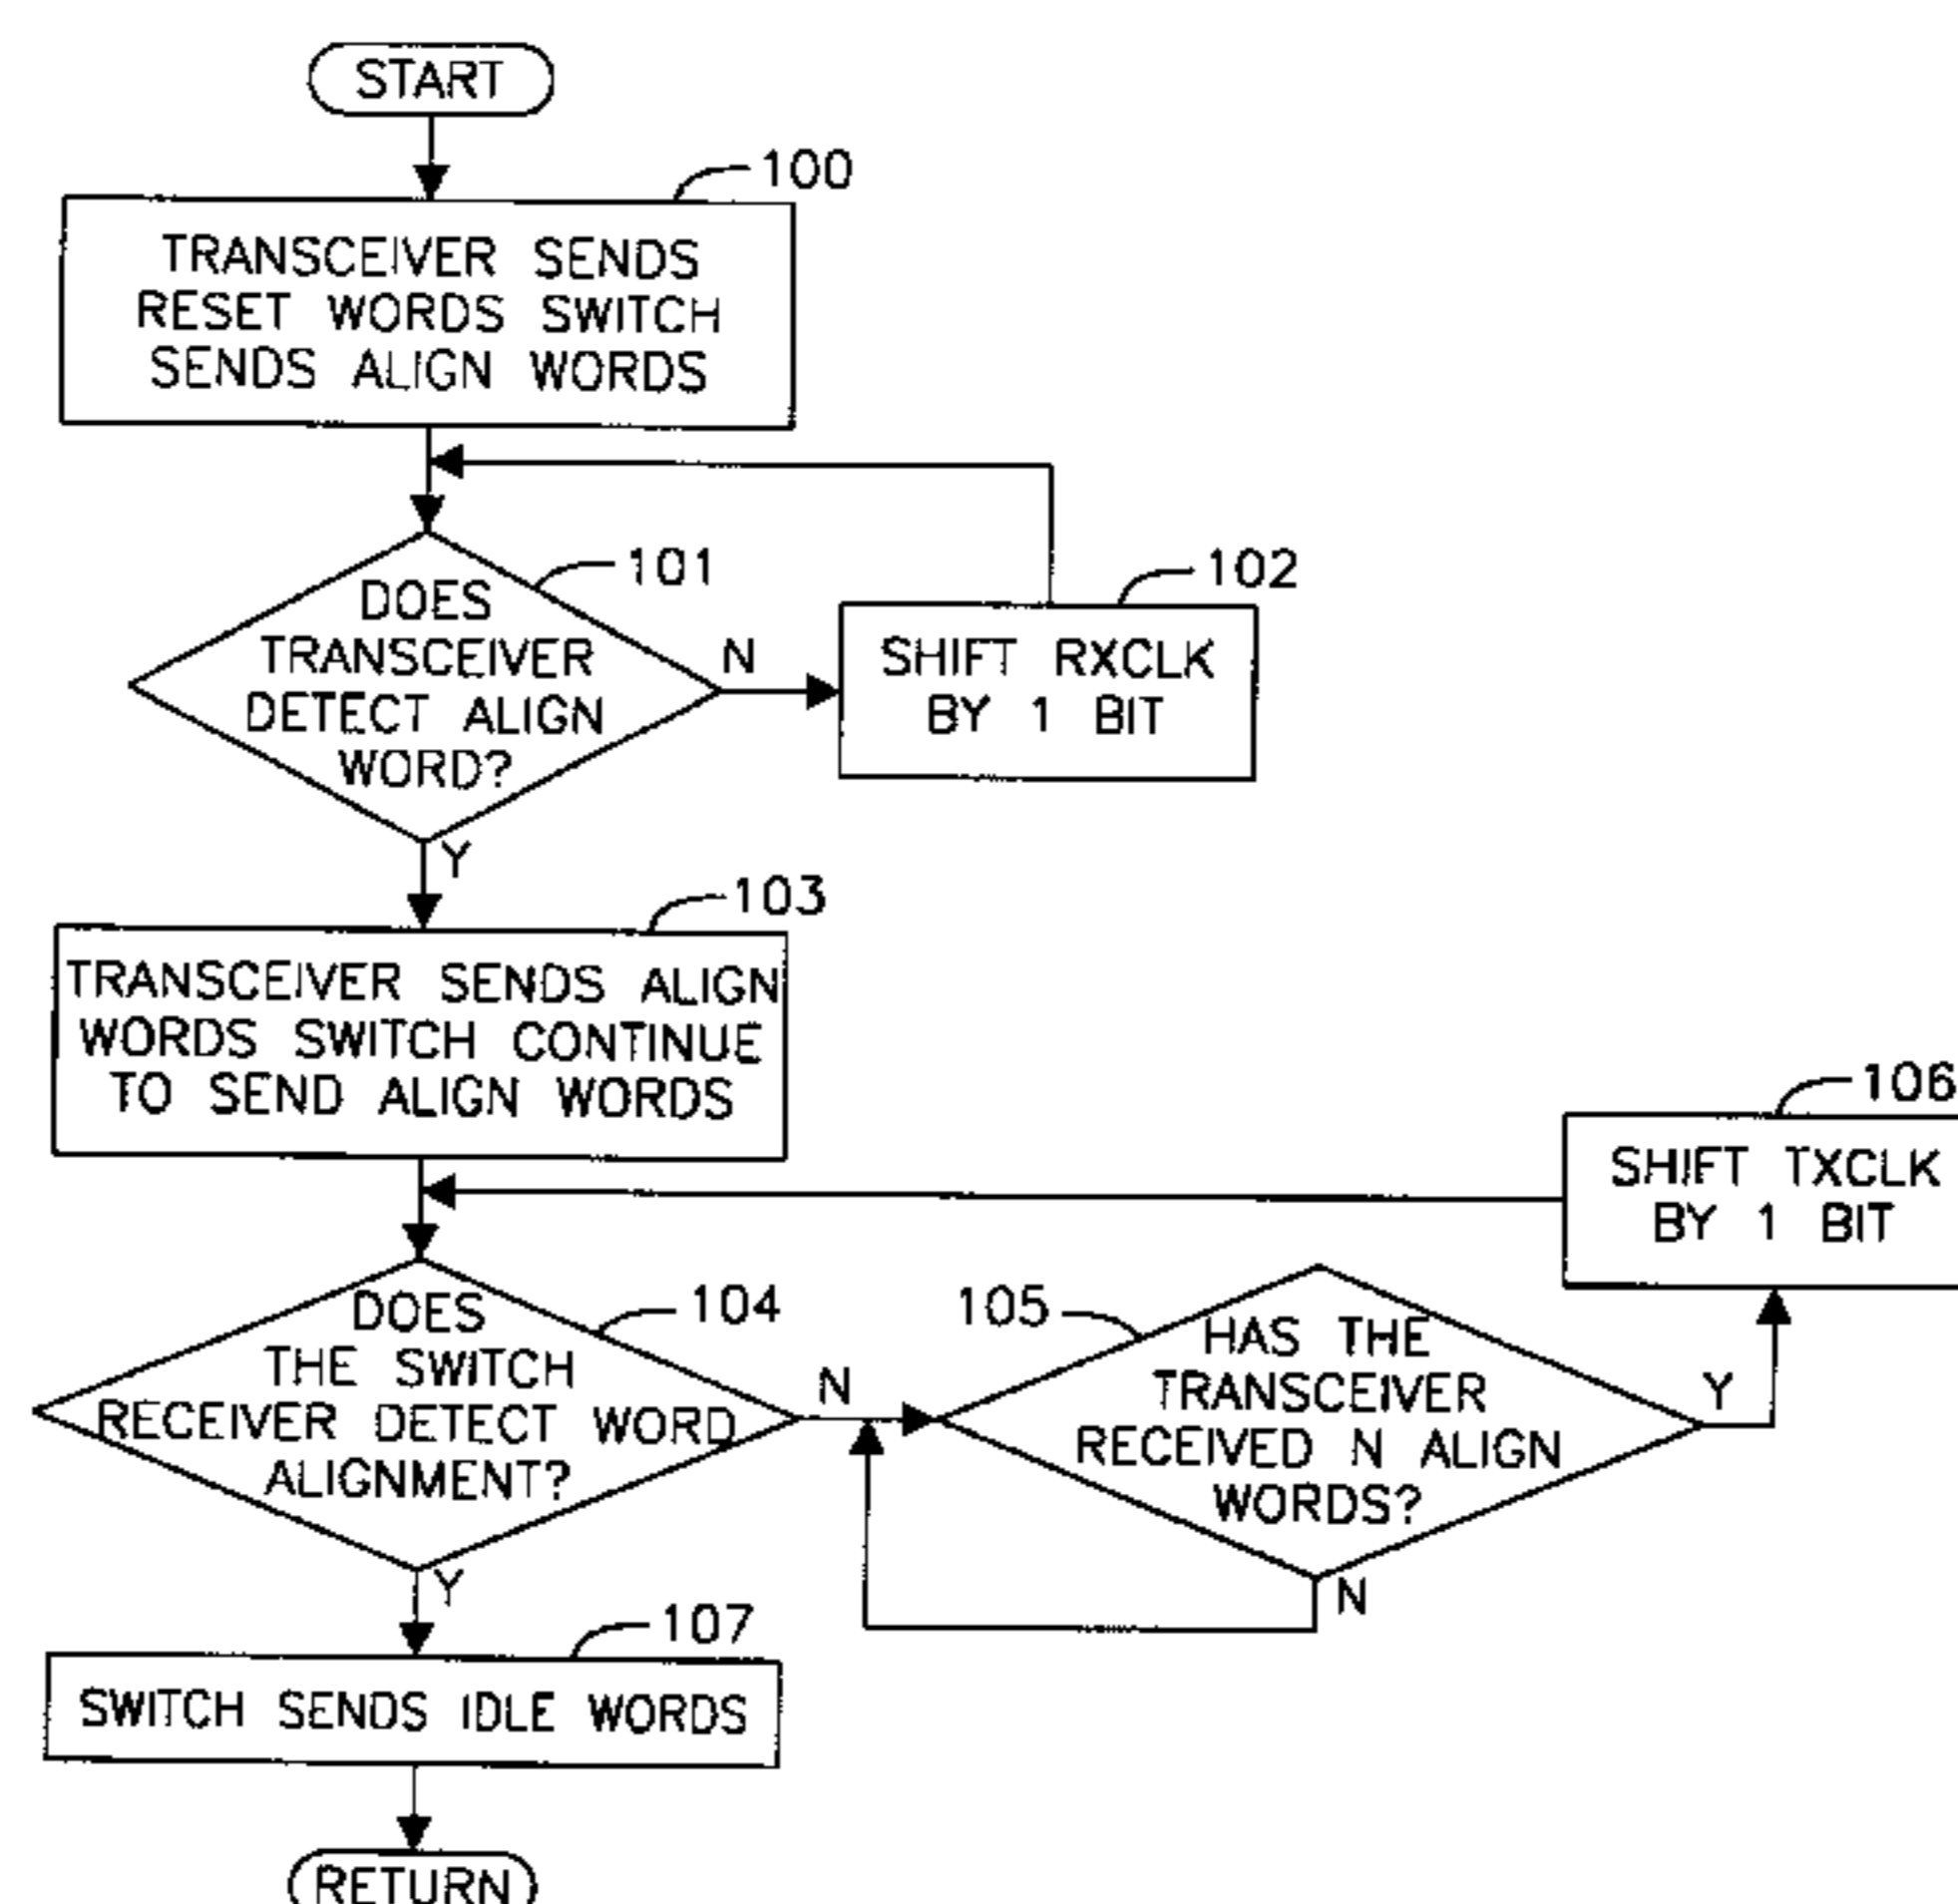 START
100
TRANSCEIVER SENDS
RESET WORDS SWITCH
SENDS ALIGN WORDS
101
DOES
TRANSCEIVER
DETECT ALIGN
WORD?
N
Y
102
SHIFT RXCLK
BY 1 BIT
103
TRANSCEIVER SENDS ALIGN
WORDS SWITCH CONTINUE
TO SEND ALIGN WORDS
104
DOES
THE SWITCH
RECEIVER DETECT WORD
ALIGNMENT?
N
Y
105
HAS THE
TRANSCEIVER
RECEIVED N ALIGN
WORDS?
Y
N
106
SHIFT TXCLK
BY 1 BIT
107
SWITCH SENDS IDLE WORDS
RETURN